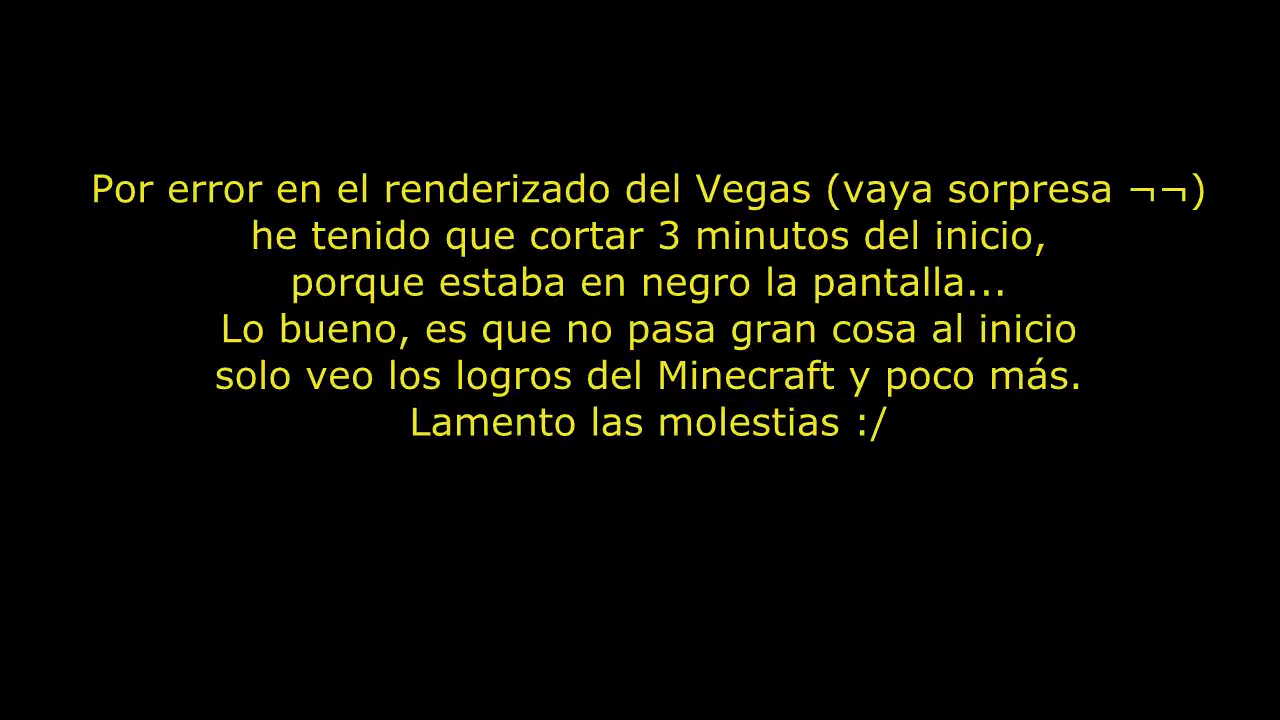 Por error en el renderizado del Vegas (vaya sorpresa ¬¬)
he tenido que cortar 3 minutos del inicio,
porque estaba en negro la pantalla...
Lo bueno, es que no pasa gran cosa al inicio
solo veo los logros del Minecraft y poco más.
Lamento las molestias :/